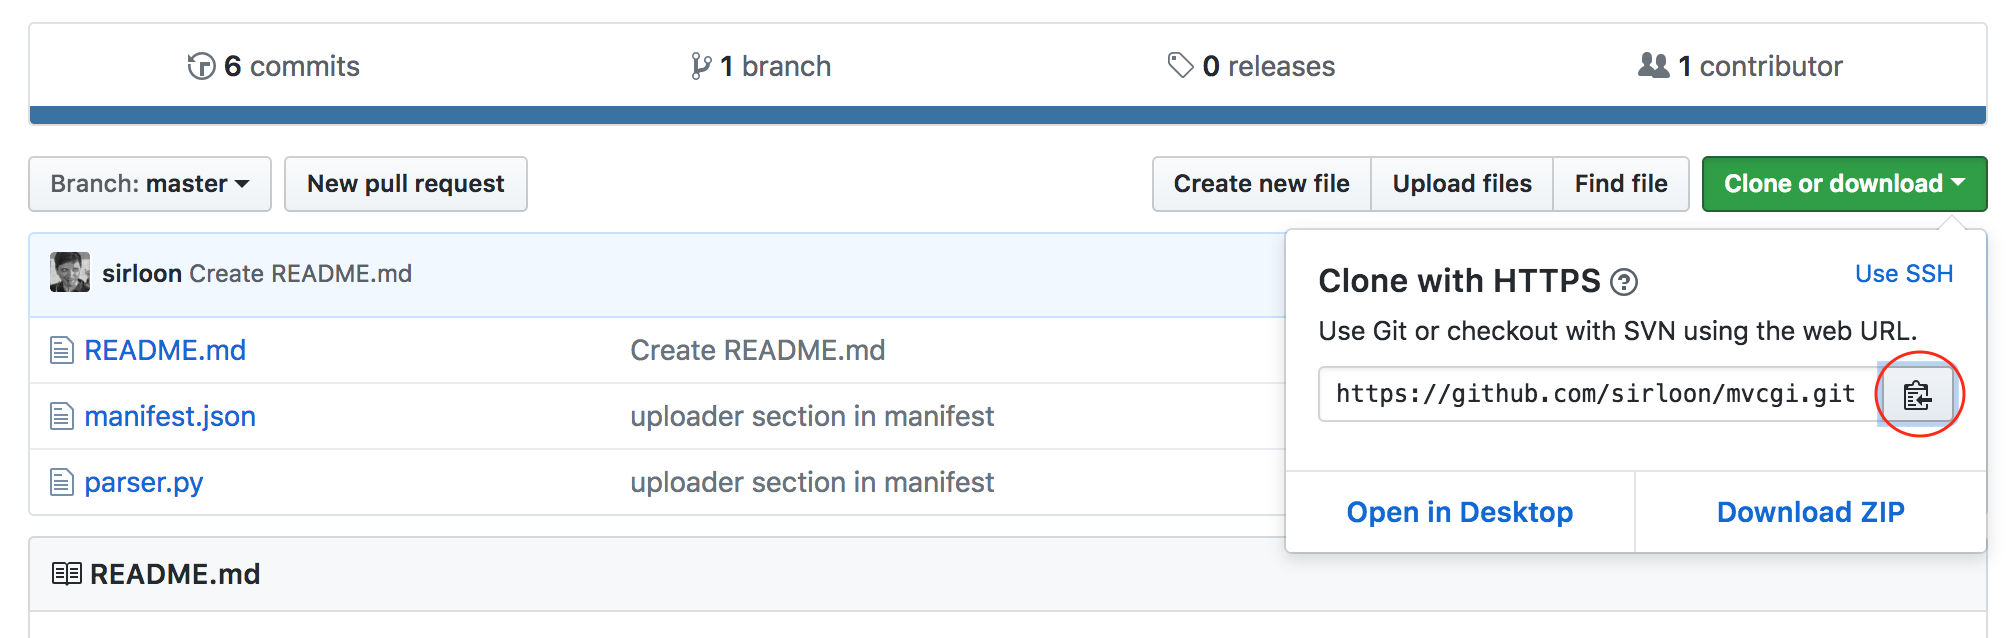 6 commits 1 branch 0 releases 1 contributor
Branch: master New pull request Create new file Upload files Find file Clone or download
sirloon Create README.md
README.md Create README.md
manifest.json uploader section in manifest
parser.py uploader section in manifest
README.md
Clone with HTTPS ? Use SSH
Use Git or checkout with SVN using the web URL.
https://github.com/sirloon/mvcgi.git
Open in Desktop Download ZIP